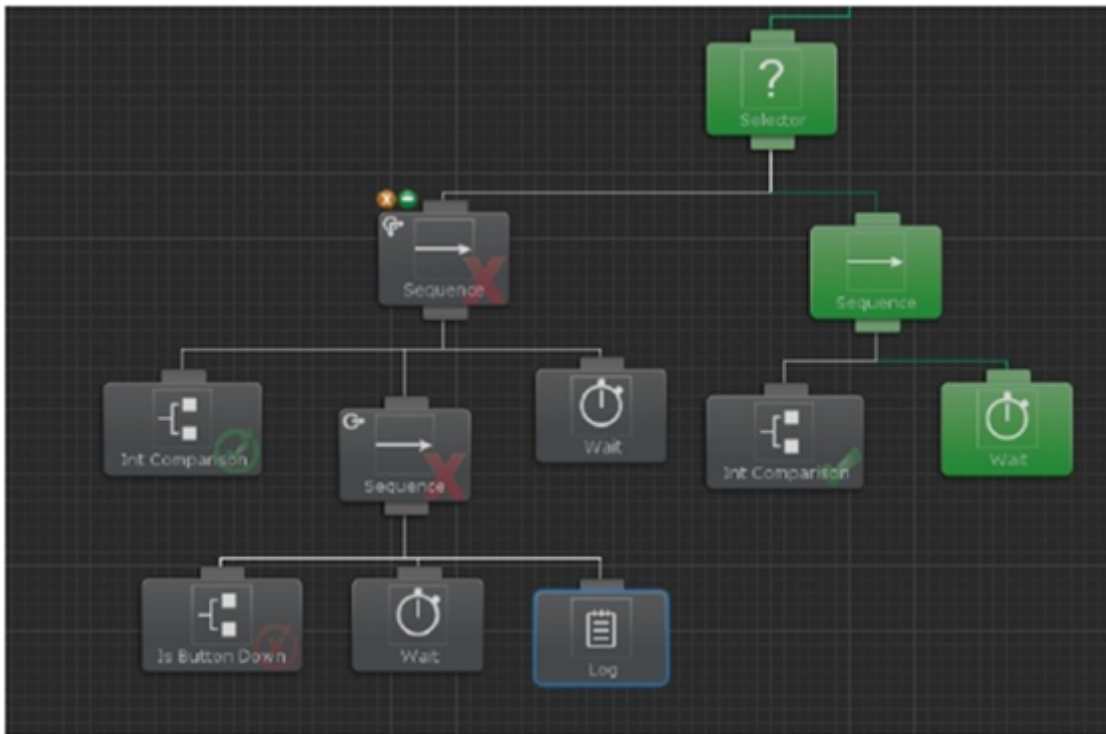 ?
Selector
Sequence
Sequence
Int Comparison
Sequence
Wait
Int Comparison
Wait
Is Button Down
Wait
Log